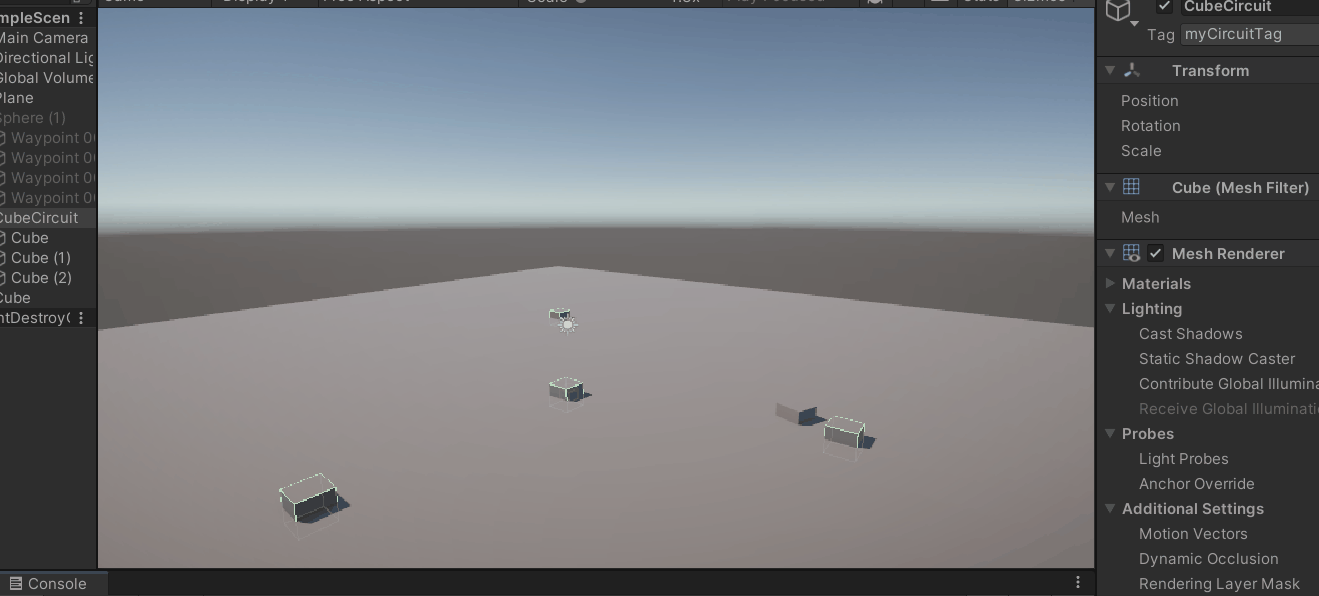 mpleScen
Main Camera
Directional Lig
Global Volume
Plane
Sphere (1)
Waypoint 0
Waypoint 0
Waypoint 0
Waypoint 0
CubeCircuit
Cube
Cube (1)
Cube (2)
Cube
ntDestroyO
Console
CubeCircuit
Tag myCircuitTag
Transform
Position
Rotation
Scale
Cube (Mesh Filter)
Mesh
Mesh Renderer
Materials
Lighting
Cast Shadows
Static Shadow Caster
Contribute Global Illumina
Receive Global Illuminati
Probes
Light Probes
Anchor Override
Additional Settings
Motion Vectors
Dynamic Occlusion
Rendering Layer Mask